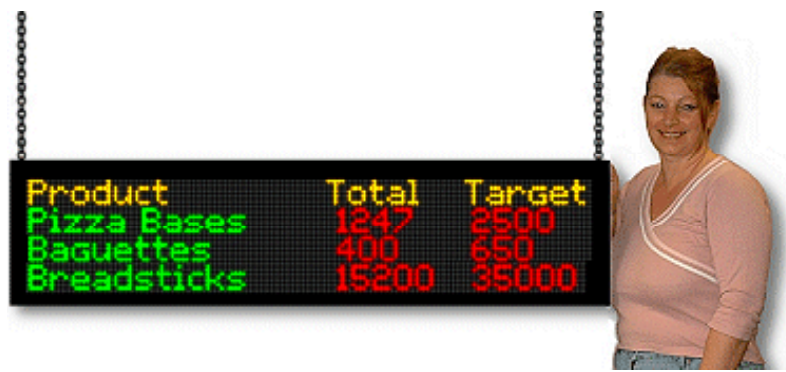 Product Total Target
Pizza Bases 1247 2500
Baguettes 400 650
Breadsticks 15200 35000